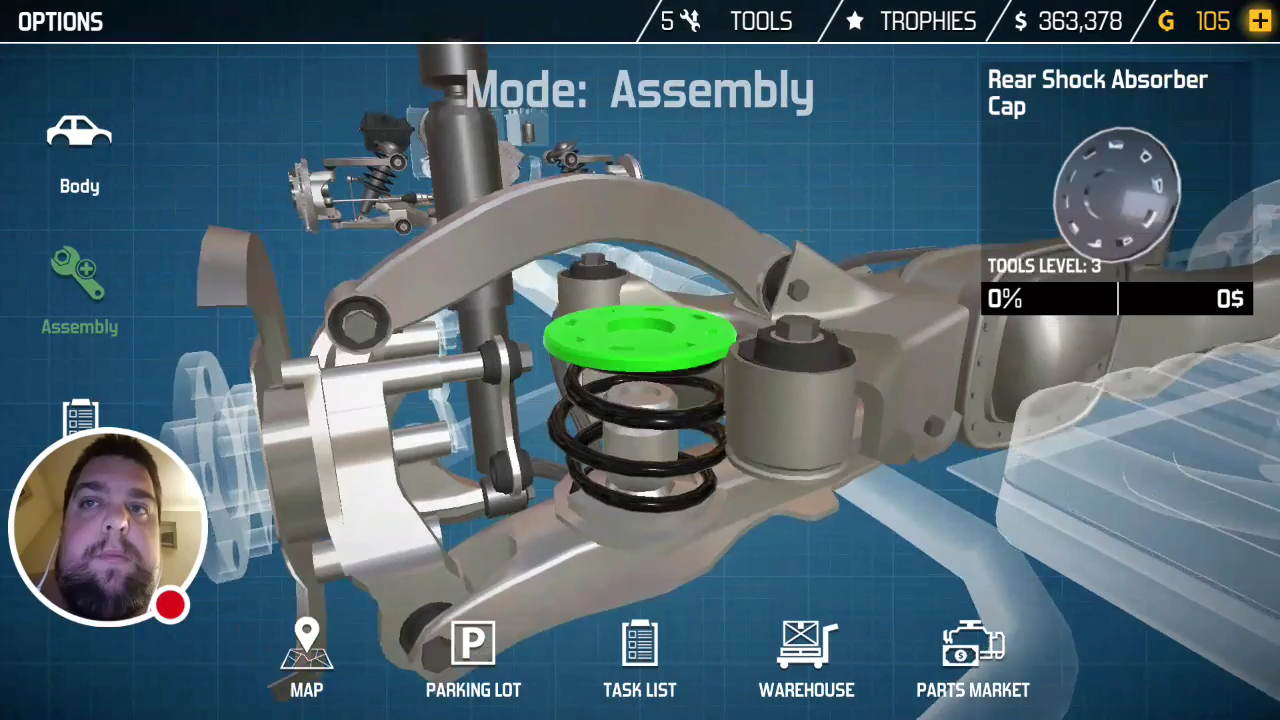 OPTIONS
5 TOOLS
TROPHIES
$ 363,378
G 105 +
Mode: Assembly
Rear Shock Absorber
Cap
TOOLS LEVEL: 3
0% 0$
Body
Assembly
MAP
P
PARKING LOT
TASK LIST
WAREHOUSE
$
PARTS MARKET